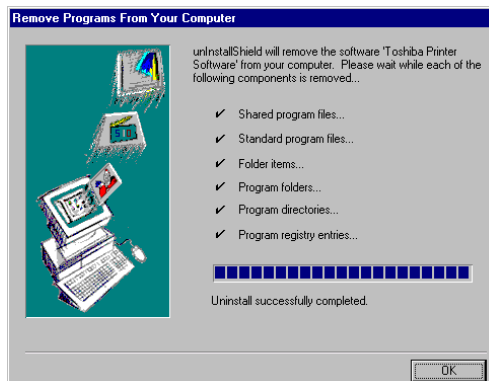 Remove Programs From Your Computer
unInstallShield will remove the software 'Toshiba Printer
Software' from your computer. Please wait while each of the
following components is removed...
✔ Shared program files...
✔ Standard program files...
✔ Folder items...
✔ Program folders...
✔ Program directories...
✔ Program registry entries...
Uninstall successfully completed.
OK